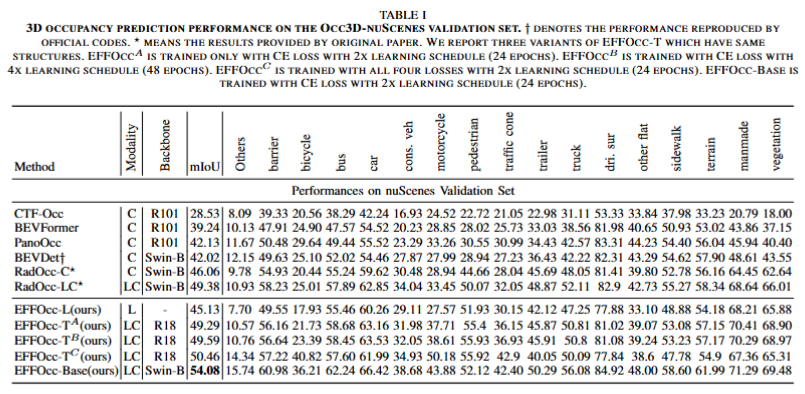 TABLE I
3D OCCUPANCY PREDICTION PERFORMANCE ON THE OCC3D-NUSCENES VALIDATION SET. † DENOTES THE PERFORMANCE REPRODUCED BY
OFFICIAL CODES. * MEANS THE RESULTS PROVIDED BY ORIGINAL PAPER. WE REPORT THREE VARIANTS OF EFFOCC-T WHICH HAVE SAME
STRUCTURES. EFFOCC^A IS TRAINED ONLY WITH CE LOSS WITH 2X LEARNING SCHEDULE (24 EPOCHS). EFFOCC^B IS TRAINED WITH CE LOSS WITH
4X LEARNING SCHEDULE (48 EPOCHS). EFFOCC^C IS TRAINED WITH ALL FOUR LOSSES WITH 2X LEARNING SCHEDULE (24 EPOCHS). EFFOCC-BASE IS
TRAINED WITH CE LOSS WITH 2X LEARNING SCHEDULE (24 EPOCHS).
Method Modality Backbone mIoU Others barrier bicycle bus car cons. veh motorcycle pedestrian traffic cone trailer truck dri. sur other flat sidewalk terrain manmade vegetation
Performances on nuScenes Validation Set
CTF-Occ C R101 28.53 8.09 39.33 20.56 38.29 42.24 16.93 24.52 22.72 21.05 22.98 31.11 53.33 33.84 37.98 33.23 20.79 18.00
BEVFormer C R101 39.24 10.13 47.91 24.90 47.57 54.52 20.23 28.85 28.02 25.73 33.03 38.56 81.98 40.65 50.93 53.02 43.86 37.15
PanoOcc C R101 42.13 11.67 50.48 29.64 49.44 55.52 23.29 33.26 30.55 30.99 34.43 42.57 83.31 44.23 54.40 56.04 45.94 40.40
BEVDet† C Swin-B 42.02 12.15 49.63 25.10 52.02 54.46 27.87 27.99 28.94 27.23 36.43 42.22 82.31 43.29 54.62 57.90 48.61 43.55
RadOcc-C* C Swin-B 46.06 9.78 54.93 20.44 55.24 59.62 30.48 28.94 44.66 28.04 45.69 48.05 81.41 39.80 52.78 56.16 64.45 62.64
RadOcc-LC* LC Swin-B 49.38 10.93 58.23 25.01 57.89 62.85 34.04 33.45 50.07 32.05 48.87 52.11 82.9 42.73 55.27 58.34 68.64 66.01
EFFOcc-L(ours) L - 45.13 7.70 49.55 17.93 55.46 60.26 29.11 27.57 51.93 30.15 42.12 47.25 77.88 33.10 48.88 54.18 68.21 65.88
EFFOcc-T^A(ours) LC R18 49.29 10.57 56.16 21.73 58.68 63.16 31.98 37.71 55.4 36.15 45.87 50.81 81.02 39.07 53.08 57.15 70.41 68.90
EFFOcc-T^B(ours) LC R18 49.59 10.76 56.64 23.39 58.45 63.53 32.05 38.61 55.93 36.93 45.91 50.8 81.08 39.24 53.23 57.17 70.29 68.97
EFFOcc-T^C(ours) LC R18 50.46 14.34 57.22 40.82 57.60 61.99 34.93 50.18 55.92 42.9 40.05 50.09 77.84 38.6 47.78 54.9 67.36 65.31
EFFOcc-Base(ours) LC Swin-B 54.08 15.74 60.98 36.21 62.24 66.42 38.68 43.88 52.12 42.40 50.29 56.08 84.92 48.00 58.60 61.99 71.29 69.48